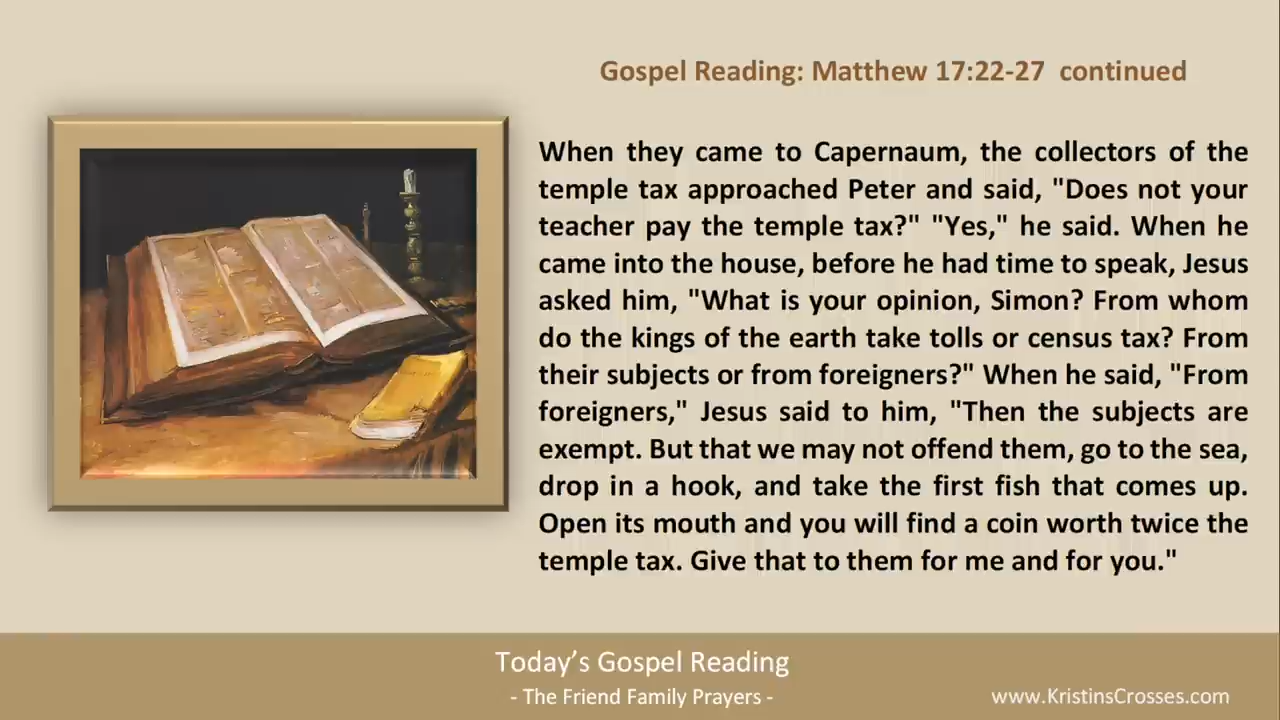 Gospel Reading: Matthew 17:22-27 continued
When they came to Capernaum, the collectors of the
temple tax approached Peter and said, "Does not your
teacher pay the temple tax?" "Yes," he said. When he
came into the house, before he had time to speak, Jesus
asked him, "What is your opinion, Simon? From whom
do the kings of the earth take tolls or census tax? From
their subjects or from foreigners?" When he said, "From
foreigners," Jesus said to him, "Then the subjects are
exempt. But that we may not offend them, go to the sea,
drop in a hook, and take the first fish that comes up.
Open its mouth and you will find a coin worth twice the
temple tax. Give that to them for me and for you."
Today’s Gospel Reading
- The Friend Family Prayers -
www.KristinsCrosses.com